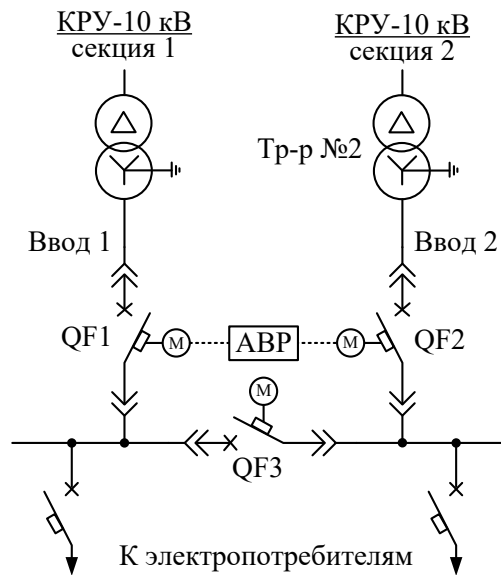 КРУ-10 кВ
секция 1
КРУ-10 кВ
секция 2
Тр-р №2
Ввод 1
Ввод 2
QF1
М
АВР
М
QF2
М
QF3
К электропотребителям